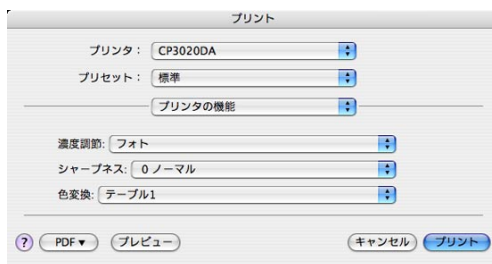 プリント
プリンタ： CP3020DA
プリセット： 標準
プリンタの機能
濃度調節: フォト
シャープネス: 0 ノーマル
色変換: テーブル1
? PDF▼ プレビュー キャンセル プリント